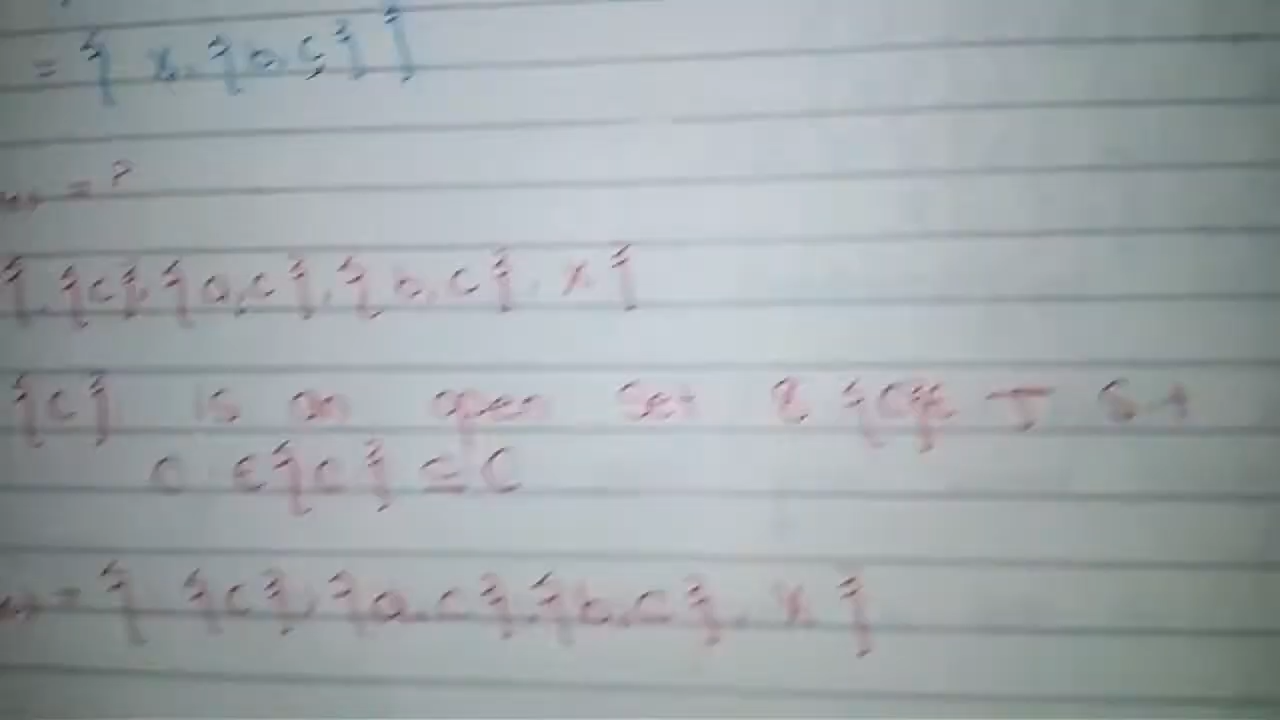 = { x, {b,c} }
= ?
}, {c}, {a,c}, {b,c}, x }
{c} is an open set & {c} T S.t
C ∈ {c} ⊆ C
= { {c}, {a,c}, {b,c}, x }